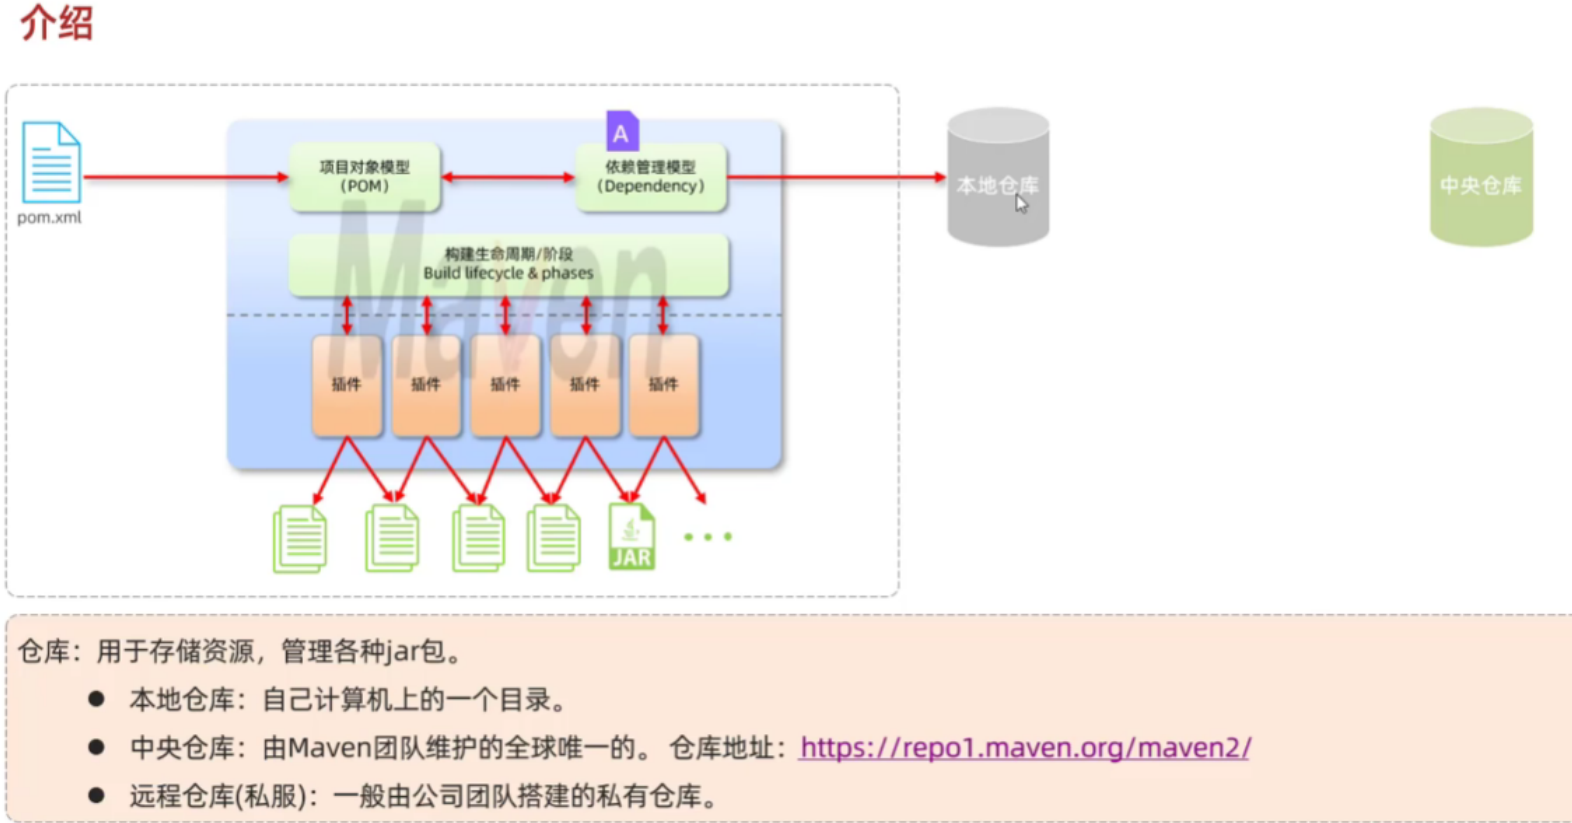 介绍
A
项目对象模型
（POM）
依赖管理模型
（Dependency）
本地仓库
中央仓库
pom.xml
构建生命周期/阶段
Build lifecycle & phases
Maven
插件
插件
插件
插件
插件
JAR
仓库：用于存储资源，管理各种jar包。
● 本地仓库：自己计算机上的一个目录。
● 中央仓库：由Maven团队维护的全球唯一的。 仓库地址：https://repo1.maven.org/maven2/
● 远程仓库(私服)：一般由公司团队搭建的私有仓库。